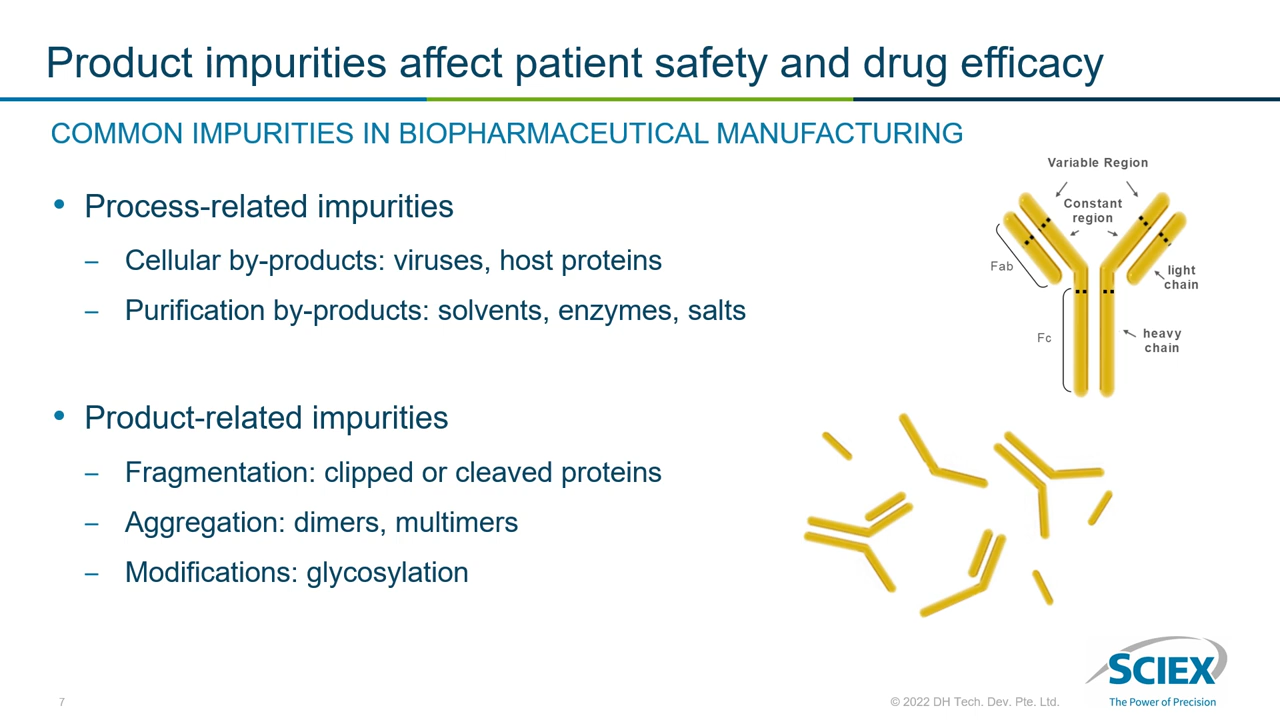 Product impurities affect patient safety and drug efficacy
COMMON IMPURITIES IN BIOPHARMACEUTICAL MANUFACTURING
• Process-related impurities
– Cellular by-products: viruses, host proteins
– Purification by-products: solvents, enzymes, salts
• Product-related impurities
– Fragmentation: clipped or cleaved proteins
– Aggregation: dimers, multimers
– Modifications: glycosylation
Variable Region
Constant
region
Fab
light
chain
Fc
heavy
chain
7
© 2022 DH Tech. Dev. Pte. Ltd.
SCIEX
The Power of Precision